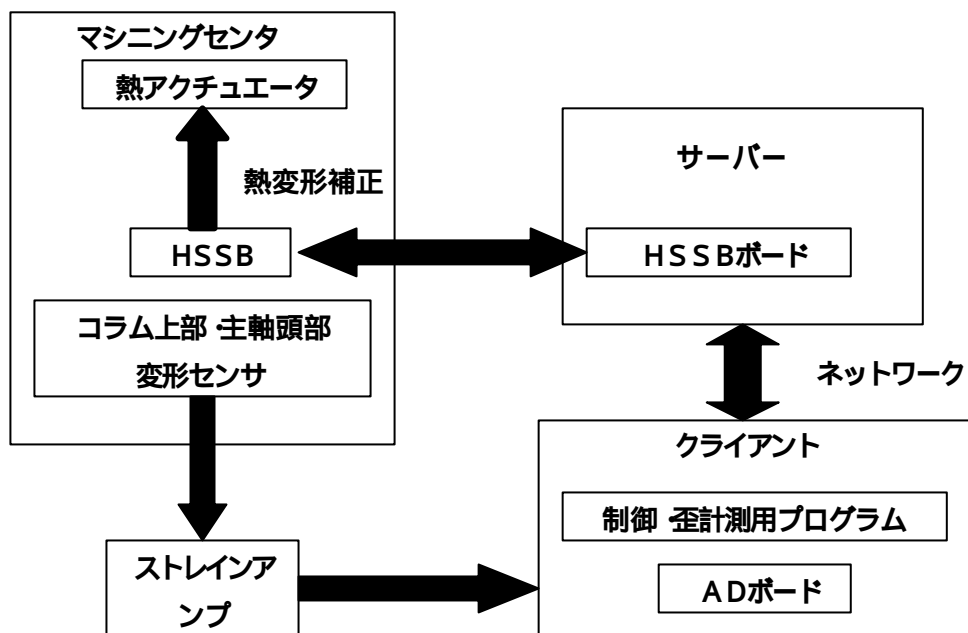 マシニングセンタ
熱アクチュエータ
熱変形補正
HSSB
コラム上部・主軸頭部
変形センサ
サーバー
ＨＳＳＢボード
ネットワーク
クライアント
制御・歪計測用プログラム
ＡＤボード
ストレインア
ンプ